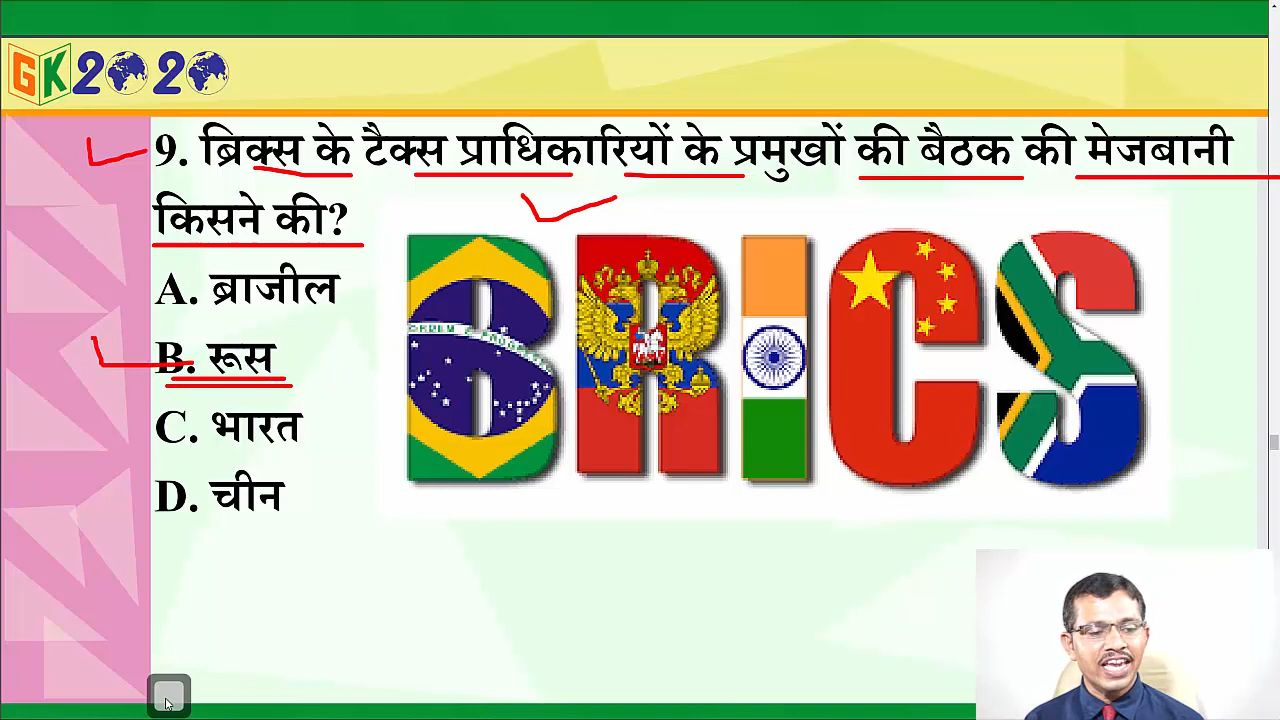 GK2020
9. ब्रिक्स के टैक्स प्राधिकारियों के प्रमुखों की बैठक की मेजबानी
किसने की?
BRICS
A. ब्राजील
B. रूस
C. भारत
D. चीन